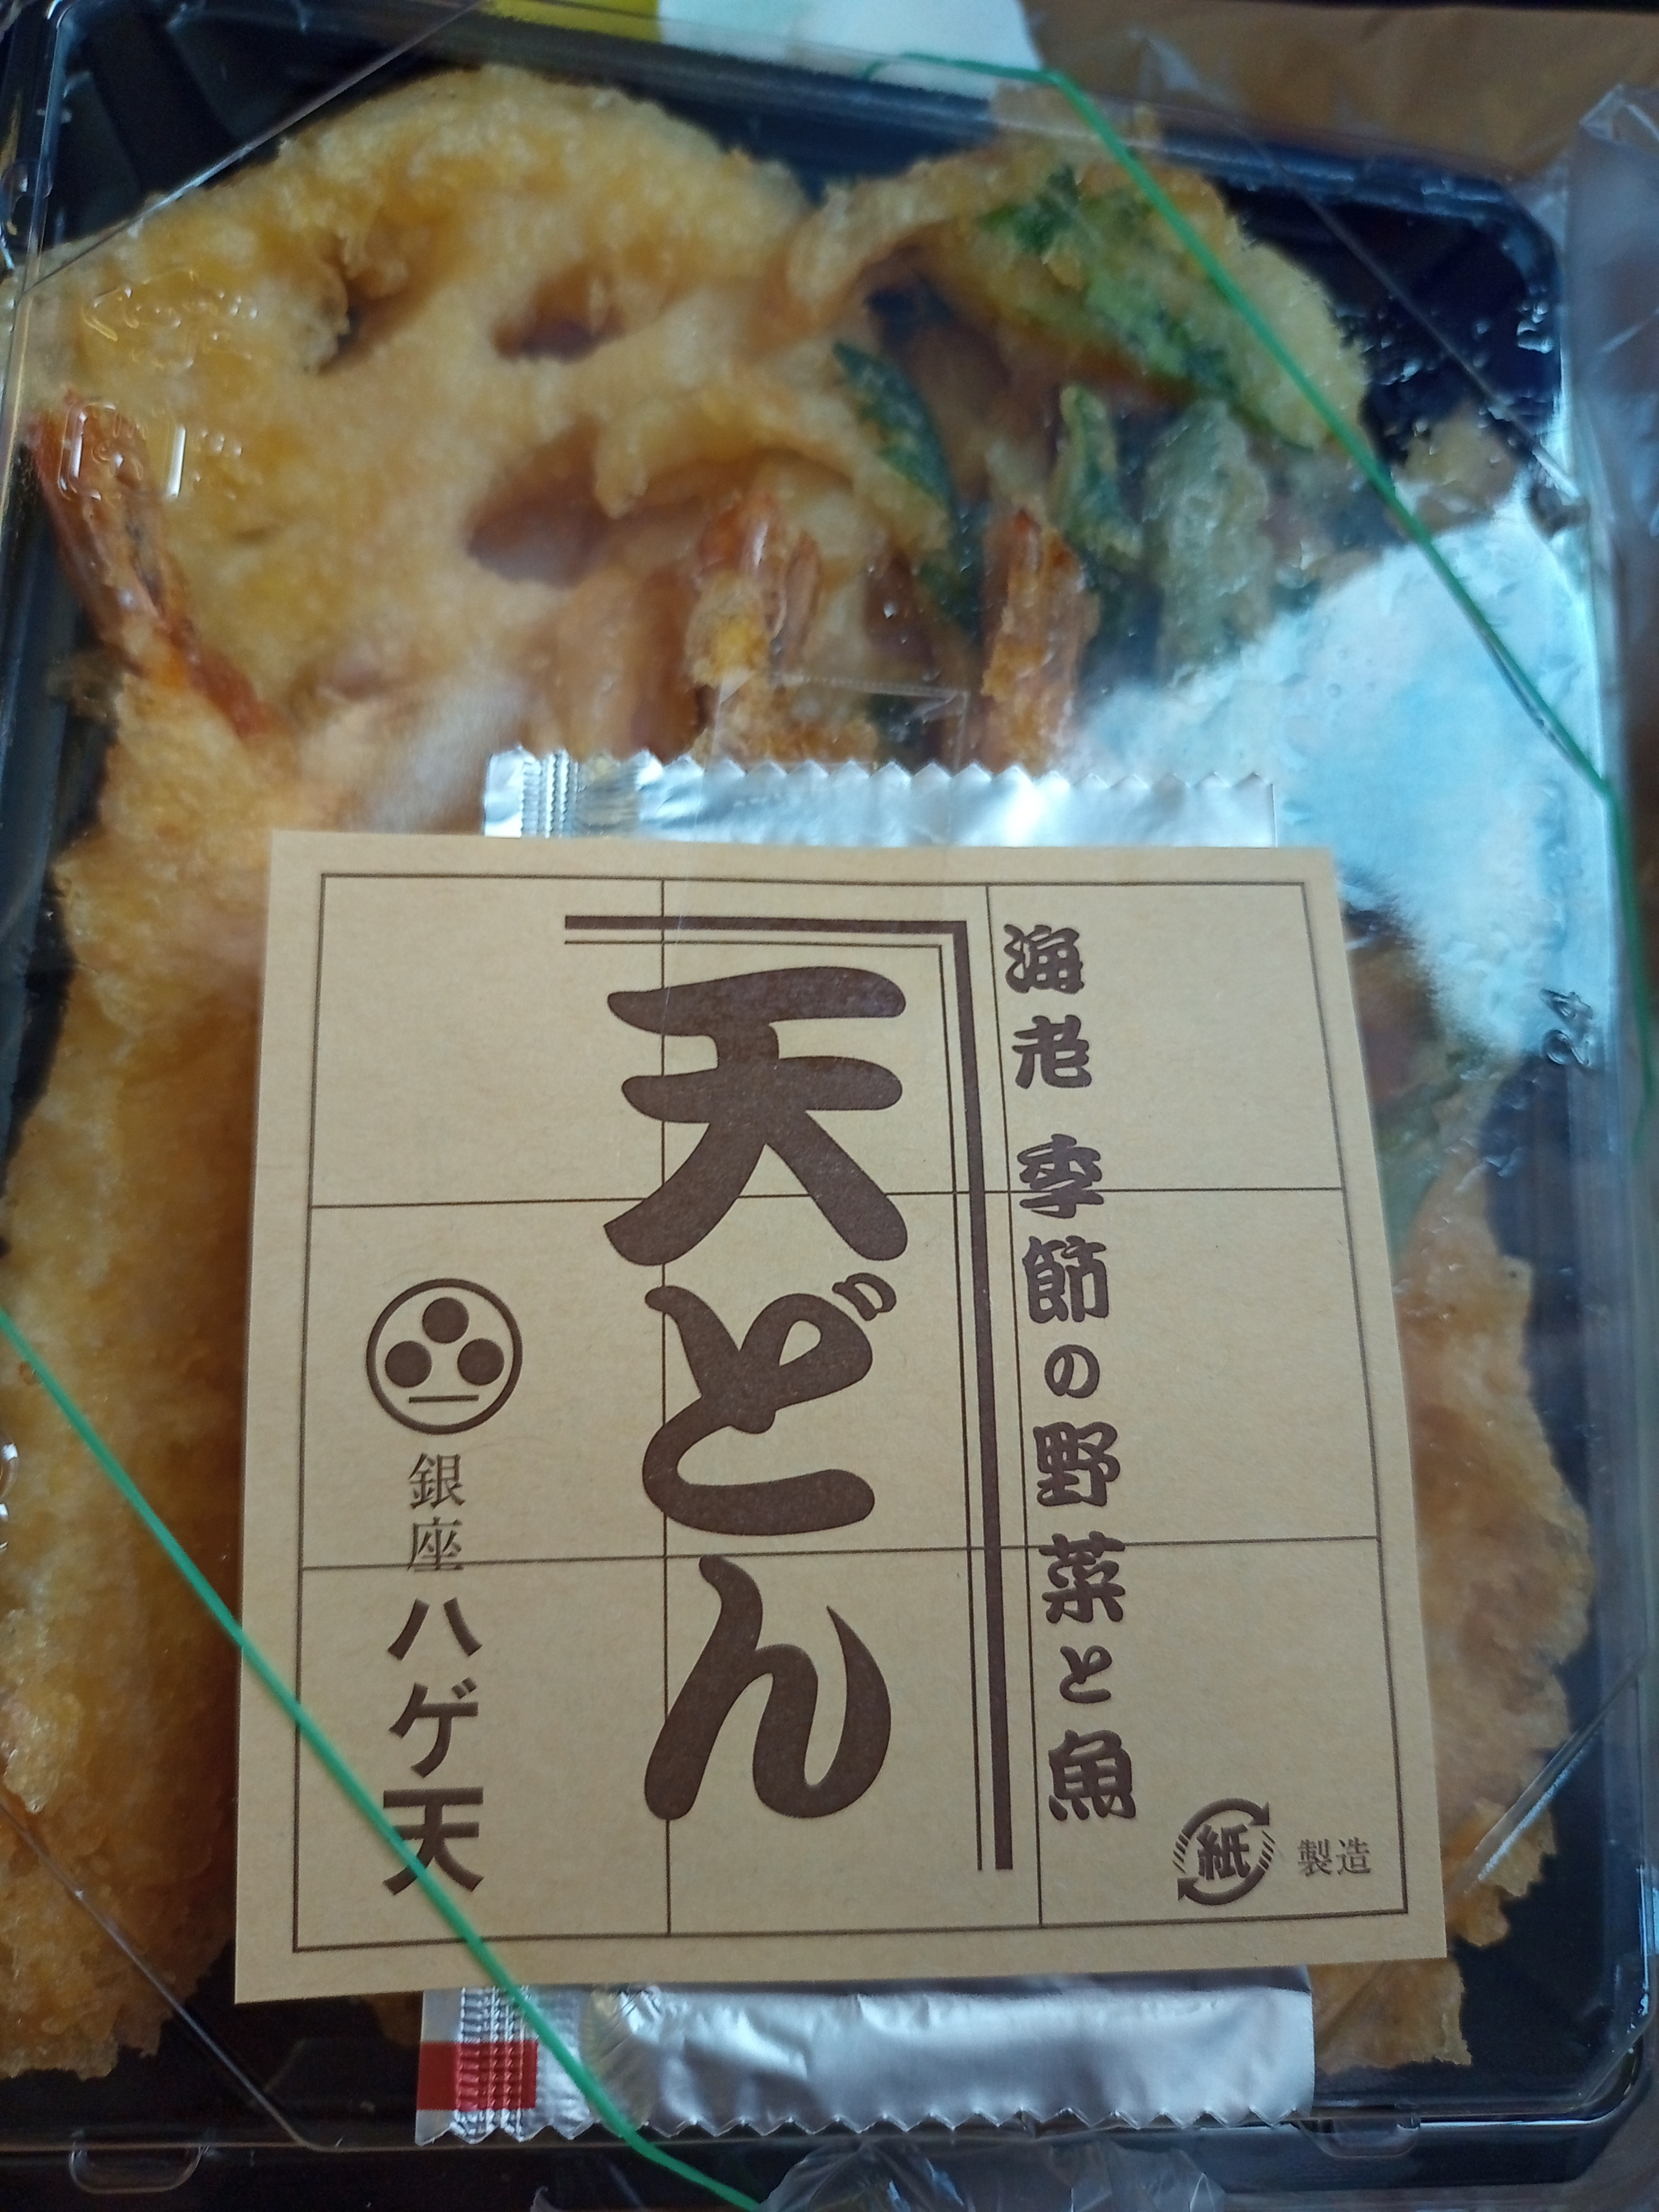 海老 季節の野菜と魚
天どん
銀座 ハゲ天
紙 製造